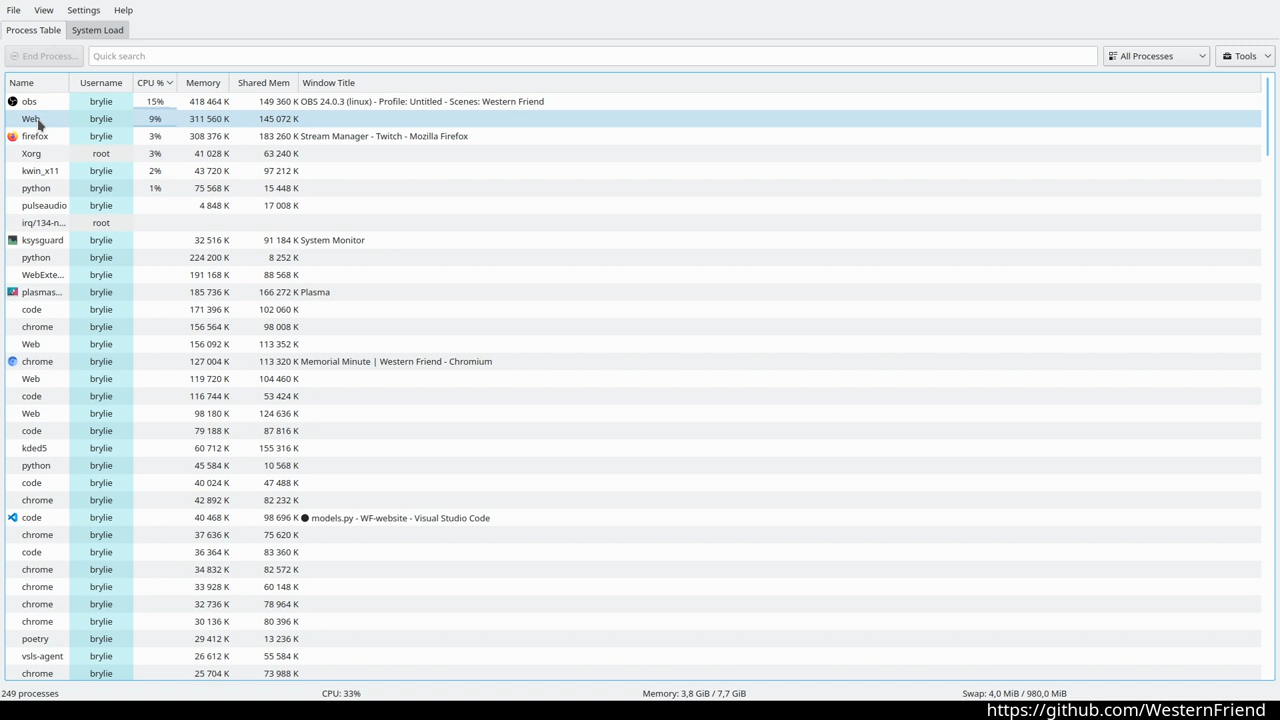 File View Settings Help
Process Table System Load
End Process... Quick search All Processes Tools
Name Username CPU % Memory Shared Mem Window Title
obs brylie 15% 418 464 K 149 360 K OBS 24.0.3 (linux) - Profile: Untitled - Scenes: Western Friend
Web brylie 9% 311 560 K 145 072 K
firefox brylie 3% 308 376 K 183 260 K Stream Manager - Twitch - Mozilla Firefox
Xorg root 3% 41 028 K 63 240 K
kwin_x11 brylie 2% 43 720 K 97 212 K
python brylie 1% 75 568 K 15 448 K
pulseaudio brylie 4 848 K 17 008 K
irq/134-n... root
ksysguard brylie 32 516 K 91 184 K System Monitor
python brylie 224 200 K 8 252 K
WebExte... brylie 191 168 K 88 568 K
plasmas... brylie 185 736 K 166 272 K Plasma
code brylie 171 396 K 102 060 K
chrome brylie 156 564 K 98 008 K
Web brylie 156 092 K 113 352 K
chrome brylie 127 004 K 113 320 K Memorial Minute | Western Friend - Chromium
Web brylie 119 720 K 104 460 K
code brylie 116 744 K 53 424 K
Web brylie 98 180 K 124 636 K
code brylie 79 188 K 87 816 K
kded5 brylie 60 712 K 155 316 K
python brylie 45 584 K 10 568 K
code brylie 40 024 K 47 488 K
chrome brylie 42 892 K 82 232 K
code brylie 40 468 K 98 696 K ● models.py - WF-website - Visual Studio Code
chrome brylie 37 636 K 75 620 K
code brylie 36 364 K 83 360 K
chrome brylie 34 832 K 82 572 K
chrome brylie 33 928 K 60 148 K
chrome brylie 32 736 K 78 964 K
chrome brylie 30 136 K 80 396 K
poetry brylie 29 412 K 13 236 K
vsls-agent brylie 26 612 K 55 584 K
chrome brylie 25 704 K 73 988 K
249 processes CPU: 33% Memory: 3,8 GiB / 7,7 GiB Swap: 4,0 MiB / 980,0 MiB
https://github.com/WesternFriend